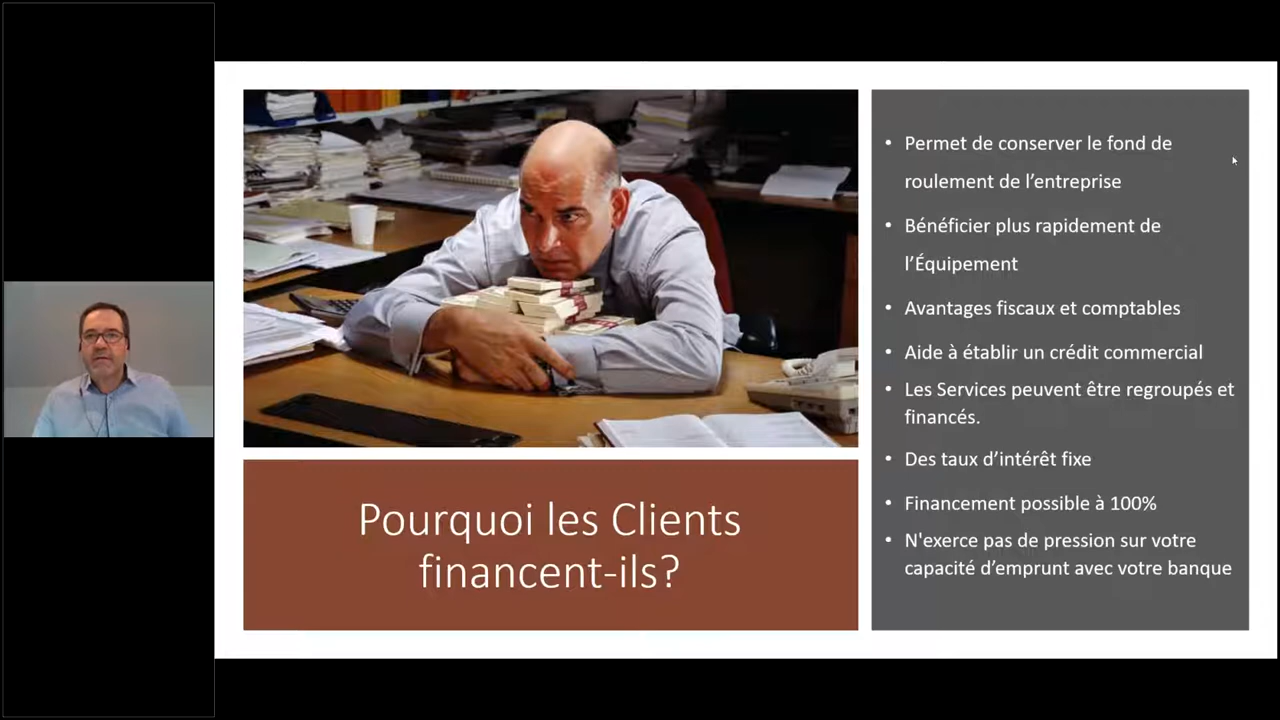 Pourquoi les Clients
financent-ils?
• Permet de conserver le fond de
roulement de l’entreprise
• Bénéficier plus rapidement de
l’Équipement
• Avantages fiscaux et comptables
• Aide à établir un crédit commercial
• Les Services peuvent être regroupés et
financés.
• Des taux d’intérêt fixe
• Financement possible à 100%
• N'exerce pas de pression sur votre
capacité d’emprunt avec votre banque